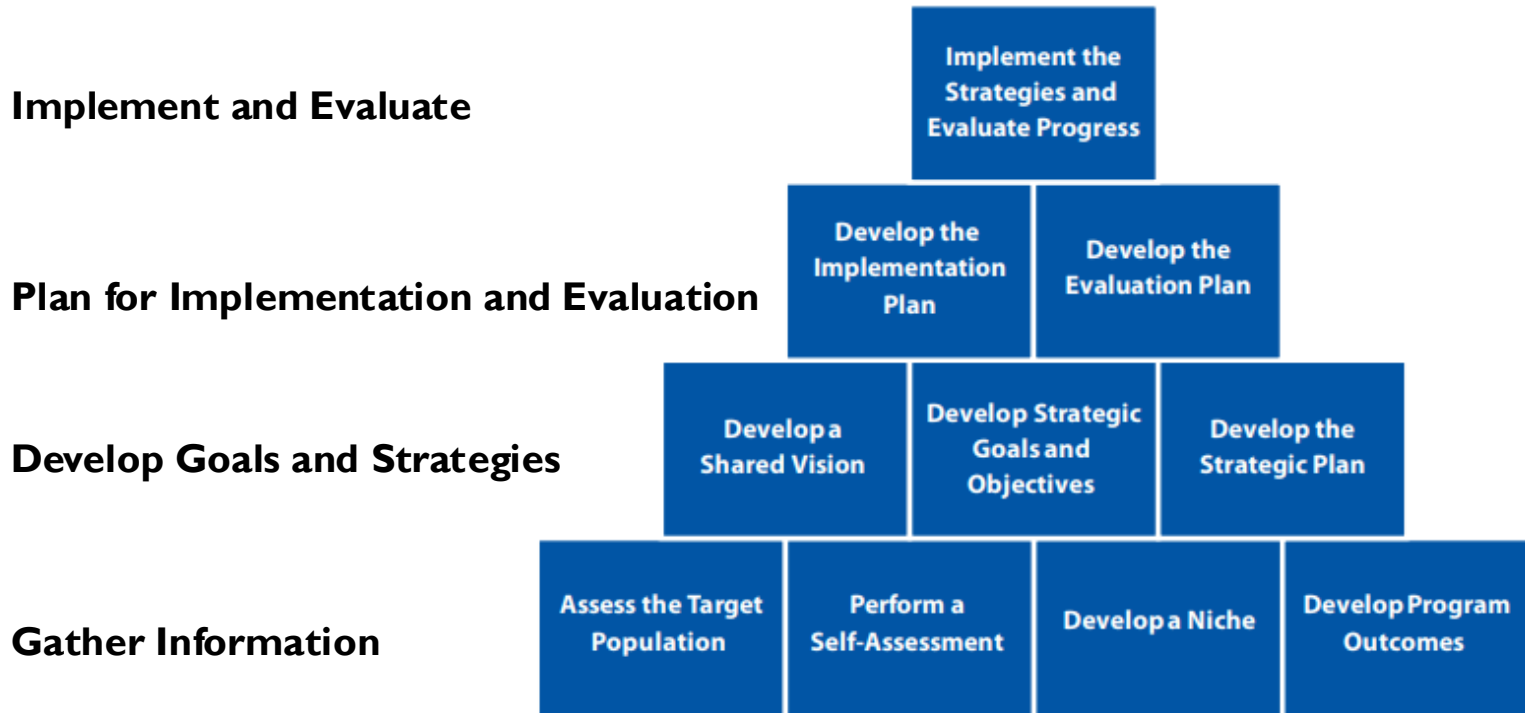 Implement and Evaluate
Implement the
Strategies and
Evaluate Progress
Plan for Implementation and Evaluation
Develop the
Implementation
Plan
Develop the
Evaluation Plan
Develop Goals and Strategies
Develop a
Shared Vision
Develop Strategic
Goals and
Objectives
Develop the
Strategic Plan
Gather Information
Assess the Target
Population
Perform a
Self-Assessment
Develop a Niche
Develop Program
Outcomes